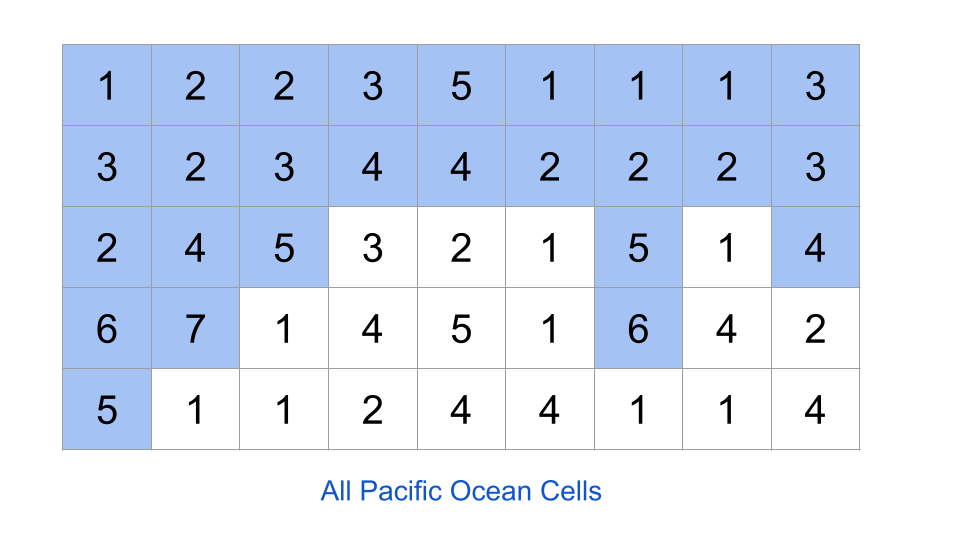 1 2 2 3 5 1 1 1 3
3 2 3 4 4 2 2 2 3
2 4 5 3 2 1 5 1 4
6 7 1 4 5 1 6 4 2
5 1 1 2 4 4 1 1 4
All Pacific Ocean Cells